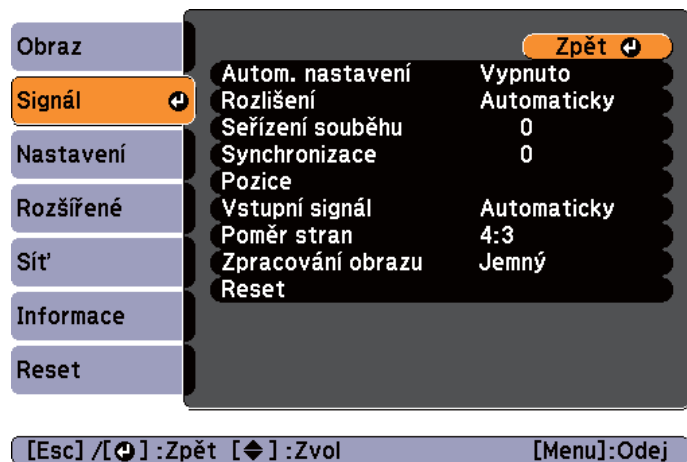 Obraz
Signál
Nastavení
Rozšířené
Síť
Informace
Reset
Zpět
Autom. nastavení Vypnuto
Rozlišení Automaticky
Seřízení souběhu 0
Synchronizace 0
Pozice
Vstupní signál Automaticky
Poměr stran 4:3
Zpracování obrazu Jemný
Reset
[Esc] /[ ] :Zpět [ ] :Zvol [Menu]:Odej